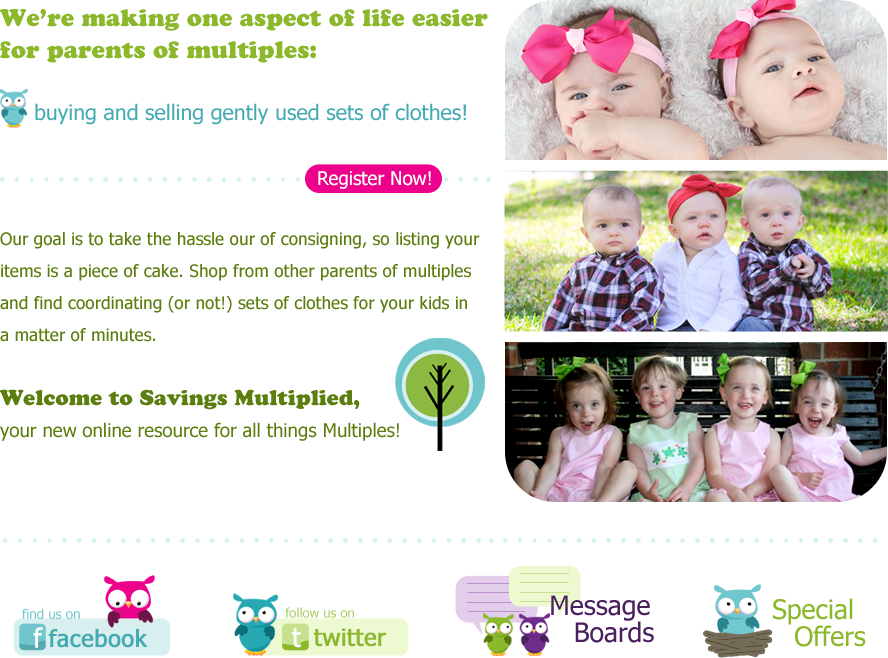 We're making one aspect of life easier
for parents of multiples:
buying and selling gently used sets of clothes!
Register Now!
Our goal is to take the hassle our of consigning, so listing your
items is a piece of cake. Shop from other parents of multiples
and find coordinating (or not!) sets of clothes for your kids in
a matter of minutes.
Welcome to Savings Multiplied,
your new online resource for all things Multiples!
find us on
f facebook
follow us on
t twitter
Message
Boards
Special
Offers